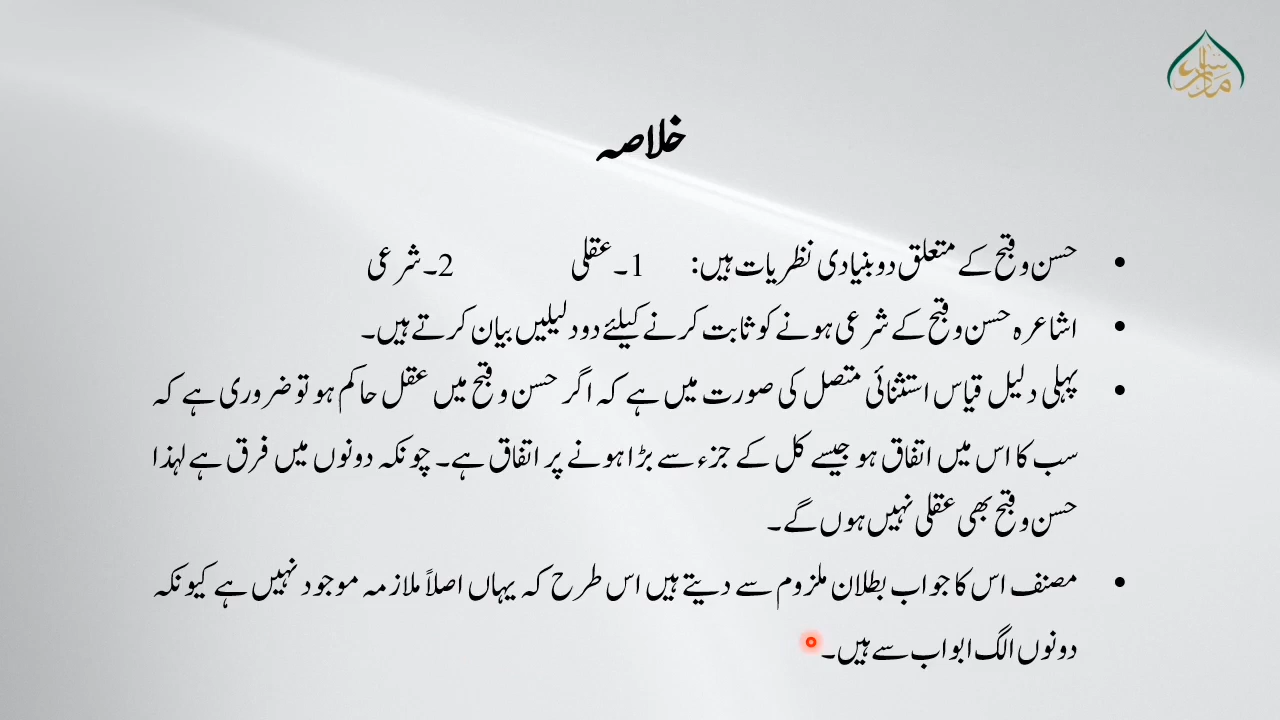 خلاصہ
حسن و قبح کے متعلق دو بنیادی نظریات ہیں: 1۔ عقلی 2۔ شرعی
اشاعرہ حسن و قبح کے شرعی ہونے کو ثابت کرنے کیلئے دو دلیلیں بیان کرتے ہیں۔
پہلی دلیل قیاس استثنائی متصل کی صورت میں ہے کہ اگر حسن و قبح میں عقل حاکم ہو تو ضروری ہے کہ
سب کا اس میں اتفاق ہو جیسے کل کے جزء سے بڑا ہونے پر اتفاق ہے۔ چونکہ دونوں میں فرق ہے لہذا
حسن و قبح بھی عقلی نہیں ہوں گے۔
مصنف اس کا جواب بطلان ملزوم سے دیتے ہیں اس طرح کہ یہاں اصلاً ملازمہ موجود نہیں ہے کیونکہ
دونوں الگ ابواب سے ہیں۔